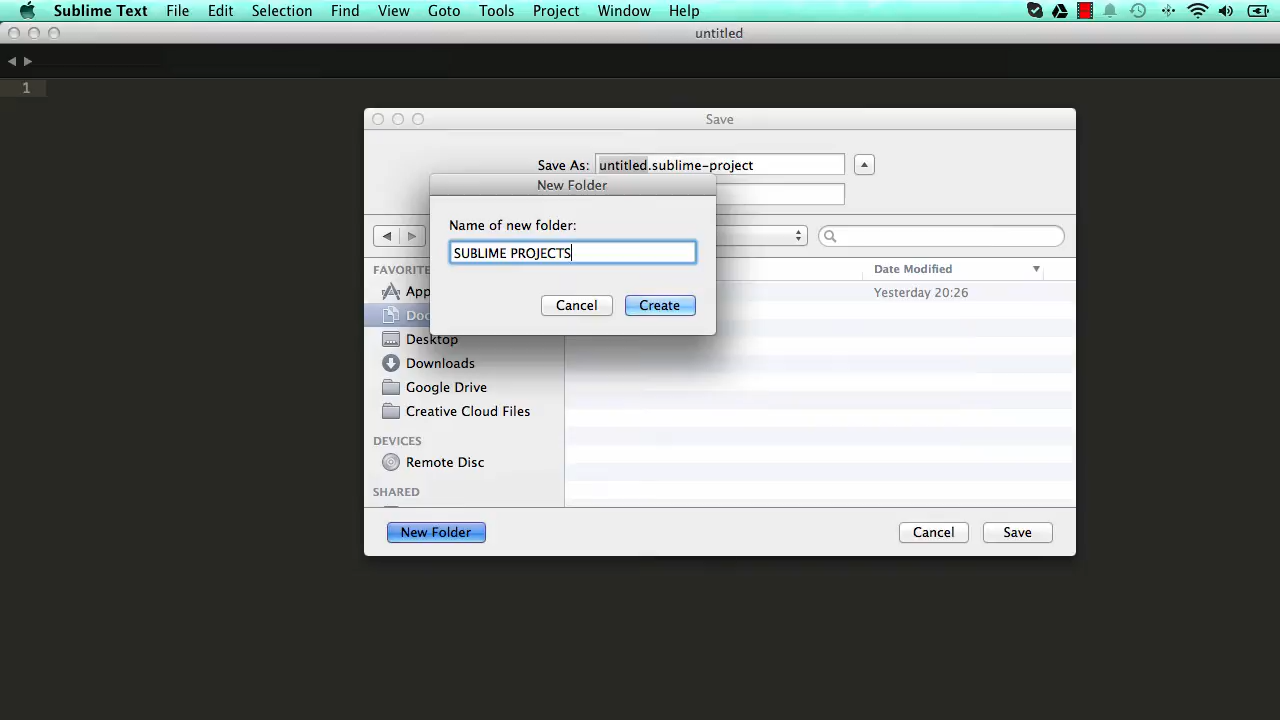 Sublime Text File Edit Selection Find View Goto Tools Project Window Help
untitled
1
Save
Save As: untitled.sublime-project
New Folder
Name of new folder:
SUBLIME PROJECTS
Cancel Create
FAVORITE
Date Modified
App
Yesterday 20:26
Doc
Desktop
Downloads
Google Drive
Creative Cloud Files
DEVICES
Remote Disc
SHARED
New Folder Cancel Save